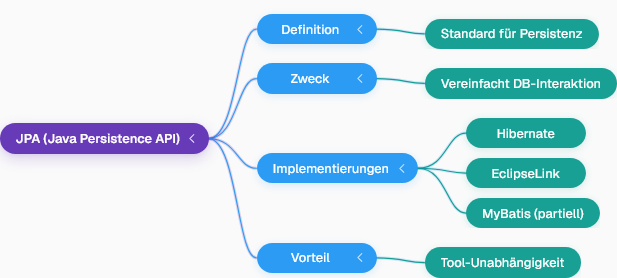 JPA (Java Persistence API)
Definition
Standard für Persistenz
Zweck
Vereinfacht DB-Interaktion
Implementierungen
Hibernate
EclipseLink
MyBatis (partiell)
Vorteil
Tool-Unabhängigkeit